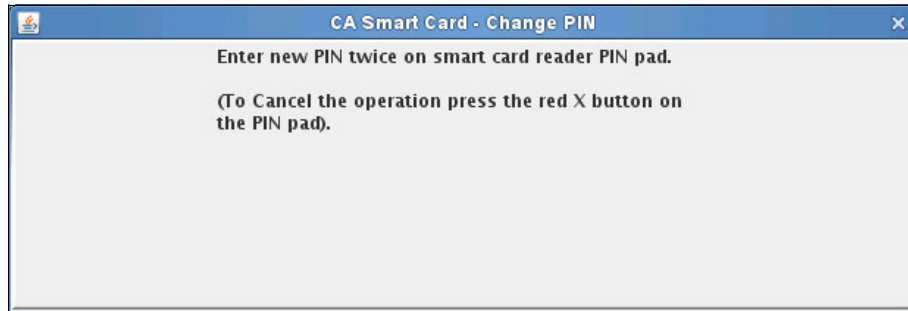 CA Smart Card - Change PIN
Enter new PIN twice on smart card reader PIN pad.
(To Cancel the operation press the red X button on
the PIN pad).